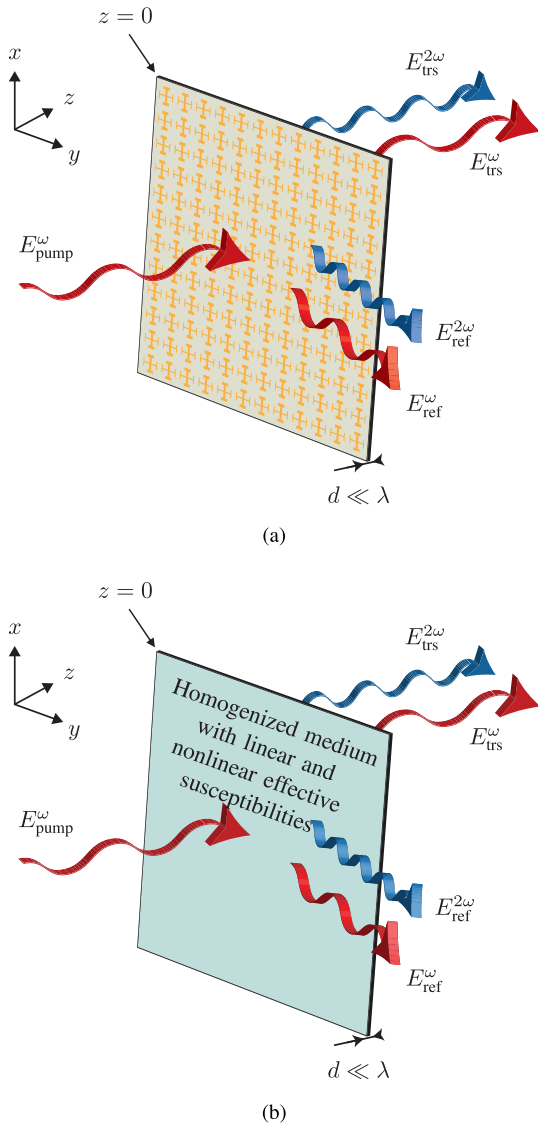 z = 0
x
z
y
E^{2ω}_{trs}
E^{ω}_{trs}
E^{ω}_{pump}
E^{2ω}_{ref}
E^{ω}_{ref}
d ≪ λ
(a)
z = 0
x
z
y
E^{2ω}_{trs}
E^{ω}_{trs}
Homogenized medium
with linear and
nonlinear effective
susceptibilities
E^{ω}_{pump}
E^{2ω}_{ref}
E^{ω}_{ref}
d ≪ λ
(b)